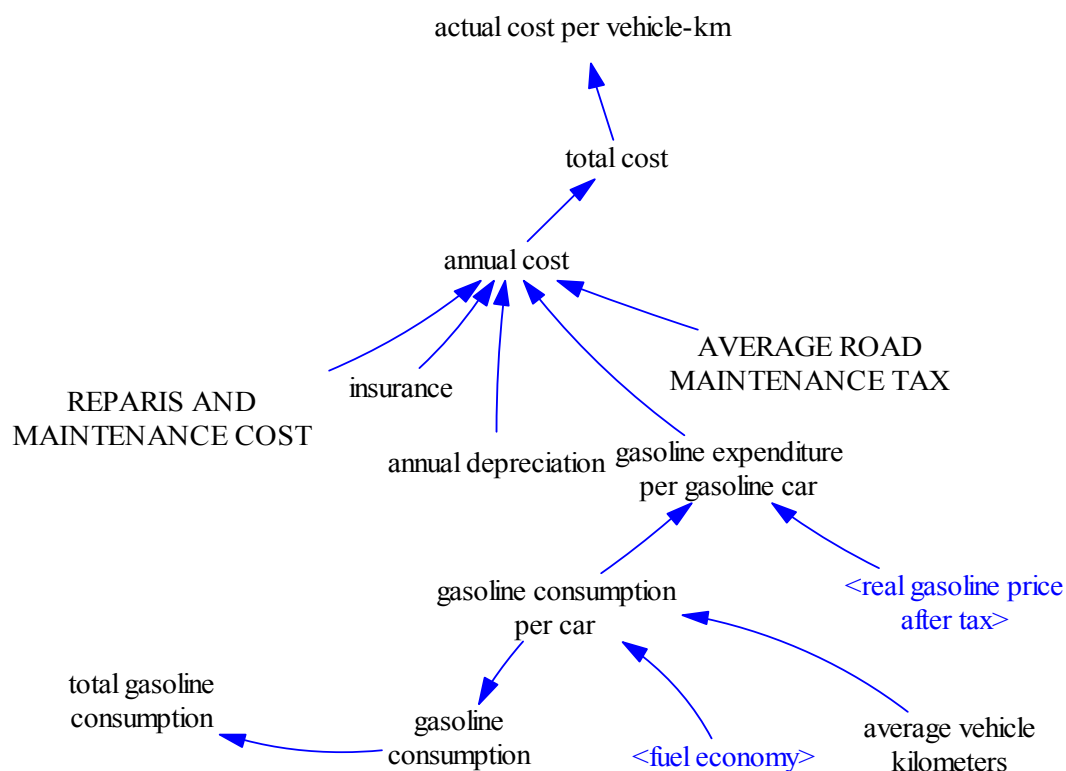 actual cost per vehicle-km
total cost
annual cost
AVERAGE ROAD
MAINTENANCE TAX
REPARIS AND
MAINTENANCE COST
insurance
annual depreciation
gasoline expenditure
per gasoline car
gasoline consumption
per car
<real gasoline price
after tax>
total gasoline
consumption
gasoline
consumption
<fuel economy>
average vehicle
kilometers